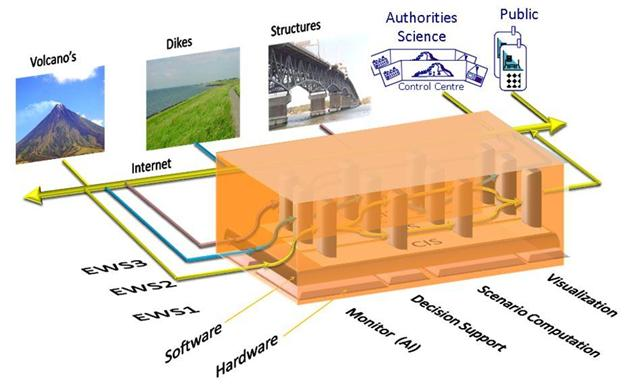 Volcano's
Dikes
Structures
Authorities
Science
Public
Control Centre
Internet
EWS3
EWS2
EWS1
CIS
Software
Hardware
Monitor (AI)
Decision Support
Scenario Computation
Visualization